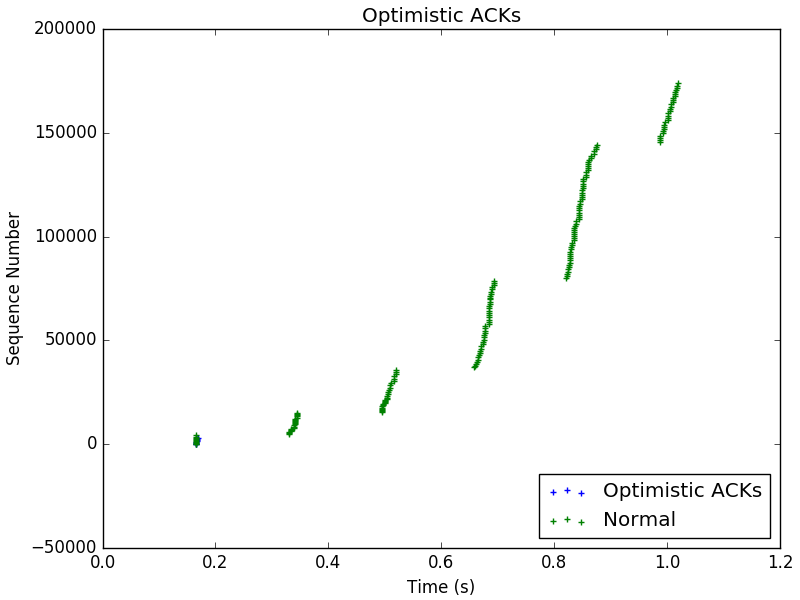 Optimistic ACKs
200000
150000
100000
50000
0
−50000
Sequence Number
0.0 0.2 0.4 0.6 0.8 1.0 1.2
Time (s)
Optimistic ACKs
Normal